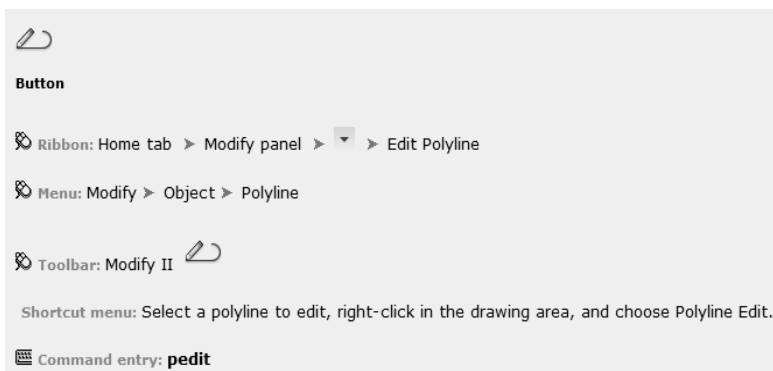 Button
Ribbon: Home tab ➤ Modify panel ➤ ➤ Edit Polyline
Menu: Modify ➤ Object ➤ Polyline
Toolbar: Modify II
Shortcut menu: Select a polyline to edit, right-click in the drawing area, and choose Polyline Edit.
Command entry: pedit